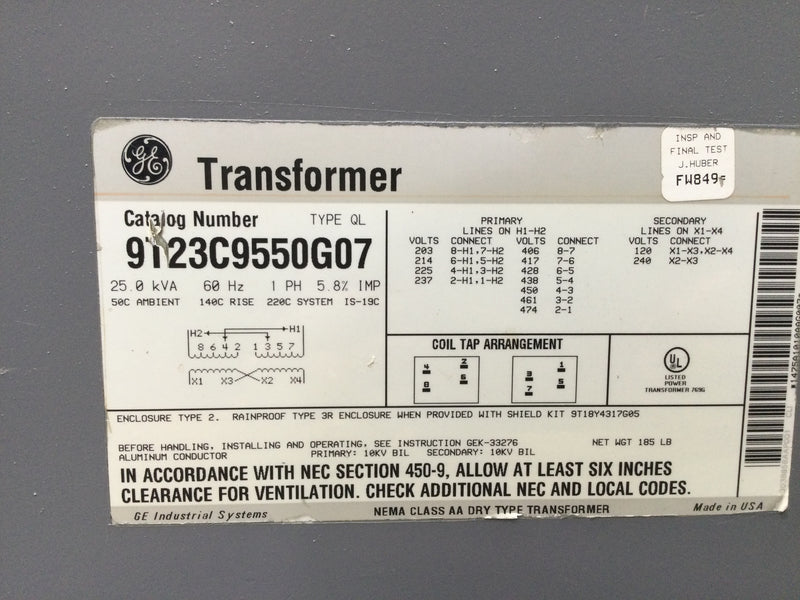 GE
Transformer
INSP AND
FINAL TEST
J.HUBER
FW849
Catalog Number TYPE QL
9T23C9550G07
25.0 kVA 60 Hz 1 PH 5.8% IMP
50C AMBIENT 140C RISE 220C SYSTEM IS-19C
H2 H1
8 6 4 2 1 3 5 7
X1 X3 X2 X4
PRIMARY
LINES ON H1-H2
VOLTS CONNECT VOLTS CONNECT
203 8-H1,7-H2 406 8-7
214 6-H1,5-H2 417 7-6
225 4-H1,3-H2 428 6-5
237 2-H1,1-H2 438 5-4
450 4-3
461 3-2
474 2-1
SECONDARY
LINES ON X1-X4
VOLTS CONNECT
120 X1-X3,X2-X4
240 X2-X3
COIL TAP ARRANGEMENT
4 2
8 6
3 1
7 5
UL
LISTED
POWER
TRANSFORMER 769G
ENCLOSURE TYPE 2. RAINPROOF TYPE 3R ENCLOSURE WHEN PROVIDED WITH SHIELD KIT 9T18Y4317G05
BEFORE HANDLING, INSTALLING AND OPERATING, SEE INSTRUCTION GEK-33276 NET WGT 185 LB
ALUMINUM CONDUCTOR PRIMARY: 10KV BIL SECONDARY: 10KV BIL
IN ACCORDANCE WITH NEC SECTION 450-9, ALLOW AT LEAST SIX INCHES
CLEARANCE FOR VENTILATION. CHECK ADDITIONAL NEC AND LOCAL CODES.
GE Industrial Systems NEMA CLASS AA DRY TYPE TRANSFORMER Made in USA